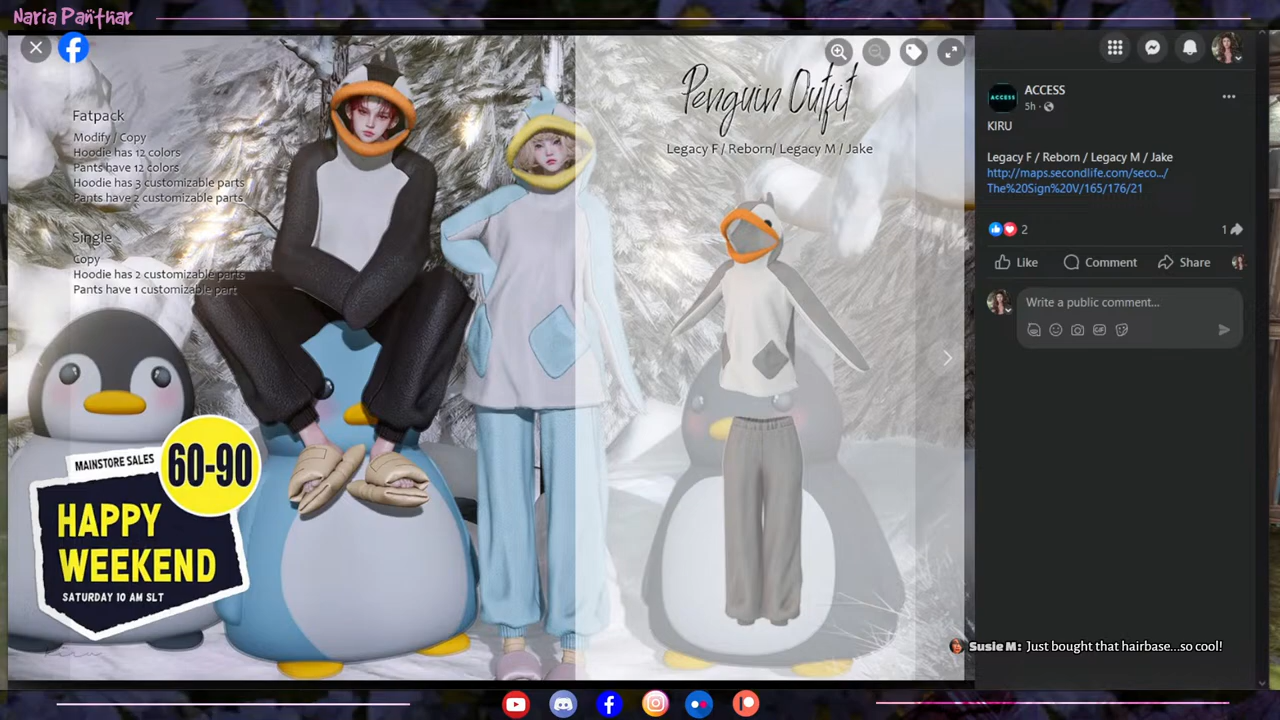 Naria Panthar
Fatpack
Modify / Copy
Hoodie has 12 colors
Pants have 12 colors
Hoodie has 3 customizable parts
Pants have 2 customizable parts
Single
Copy
Hoodie has 2 customizable parts
Pants have 1 customizable part
MAINSTORE SALES
60-90
HAPPY
WEEKEND
SATURDAY 10 AM SLT
Kiru
Penguin Outfit
Legacy F / Reborn/ Legacy M / Jake
ACCESS
ACCESS
5h ·
KIRU
Legacy F / Reborn / Legacy M / Jake
http://maps.secondlife.com/seco.../
The%20Sign%20V/165/176/21
2
1
Like
Comment
Share
Write a public comment...
GIF
Susie M: Just bought that hairbase...so cool!